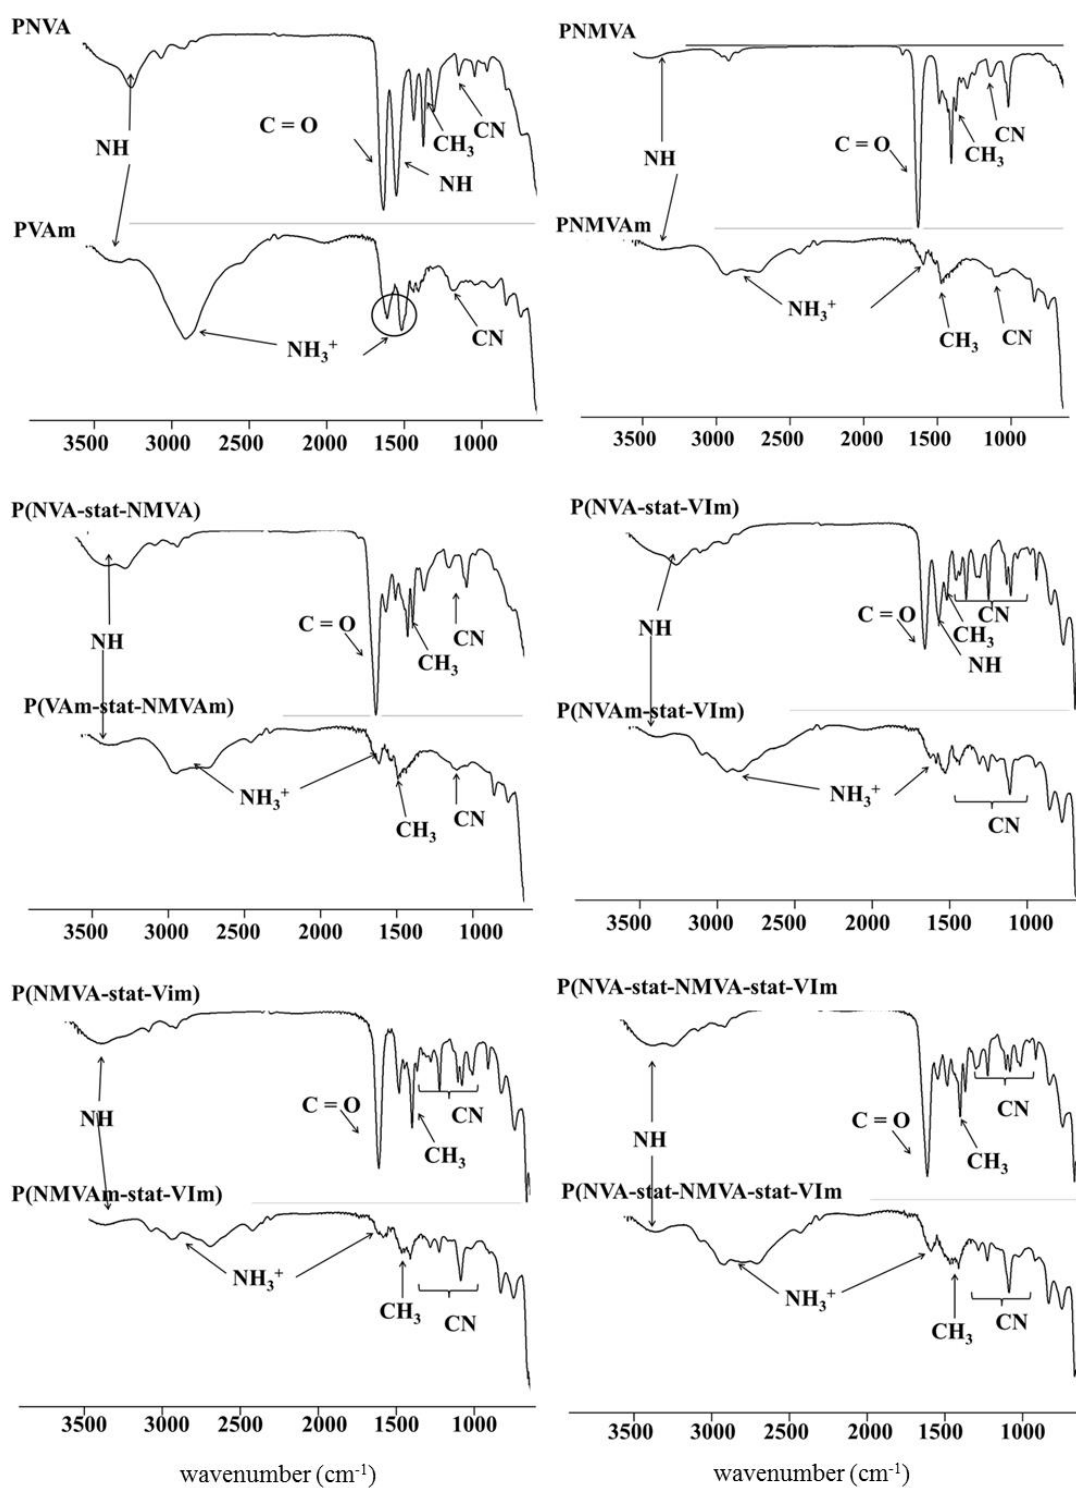 PNVA
C = O
CN
CH3
NH
NH
PVAm
NH3+
CN
3500 3000 2500 2000 1500 1000
PNMVA
C = O
CN
CH3
NH
PNMVAm
NH3+
CH3
CN
3500 3000 2500 2000 1500 1000
P(NVA-stat-NMVA)
C = O
CN
NH
CH3
P(VAm-stat-NMVAm)
NH3+
CH3
CN
3500 3000 2500 2000 1500 1000
P(NVA-stat-VIm)
C = O
CN
NH
CH3
NH
P(NVAm-stat-VIm)
NH3+
CN
3500 3000 2500 2000 1500 1000
P(NMVA-stat-Vim)
C = O
CN
NH
CH3
P(NMVAm-stat-VIm)
NH3+
CH3
CN
3500 3000 2500 2000 1500 1000
wavenumber (cm-1)
P(NVA-stat-NMVA-stat-VIm
CN
C = O
NH
CH3
P(NVA-stat-NMVA-stat-VIm
NH3+
CN
CH3
3500 3000 2500 2000 1500 1000
wavenumber (cm-1)